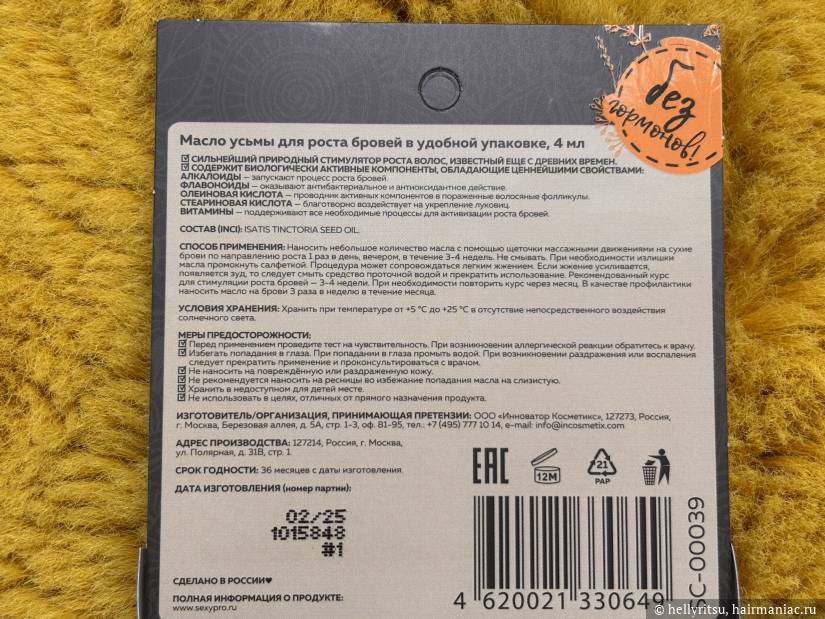 без
гормонов!
Масло усьмы для роста бровей в удобной упаковке, 4 мл
СИЛЬНЕЙШИЙ ПРИРОДНЫЙ СТИМУЛЯТОР РОСТА ВОЛОС, ИЗВЕСТНЫЙ ЕЩЕ С ДРЕВНИХ ВРЕМЕН.
СОДЕРЖИТ БИОЛОГИЧЕСКИ АКТИВНЫЕ КОМПОНЕНТЫ, ОБЛАДАЮЩИЕ ЦЕННЕЙШИМИ СВОЙСТВАМИ:
АЛКАЛОИДЫ — запускают процесс роста бровей.
ФЛАВОНОИДЫ — оказывают антибактериальное и антиоксидантное действие.
ОЛЕИНОВАЯ КИСЛОТА — проводник активных компонентов в пораженные волосяные фолликулы.
СТЕАРИНОВАЯ КИСЛОТА — благотворно воздействует на укрепление луковиц.
ВИТАМИНЫ — поддерживают все необходимые процессы для активизации роста бровей.
СОСТАВ (INCI): ISATIS TINCTORIA SEED OIL.
СПОСОБ ПРИМЕНЕНИЯ: Наносить небольшое количество масла с помощью щеточки массажными движениями на сухие
брови по направлению роста 1 раз в день, вечером, в течение 3-4 недель. Не смывать. При необходимости излишки
масла промокнуть салфеткой. Процедура может сопровождаться легким жжением. Если жжение усиливается,
появляется зуд, то следует смыть средство проточной водой и прекратить использование. Рекомендованный курс
для стимуляции роста бровей — 3-4 недели. При необходимости повторить курс через месяц. В качестве профилактики
наносить масло на брови 3 раза в неделю в течение месяца.
УСЛОВИЯ ХРАНЕНИЯ: Хранить при температуре от +5 °C до +25 °C в отсутствие непосредственного воздействия
солнечного света.
МЕРЫ ПРЕДОСТОРОЖНОСТИ:
Перед применением проведите тест на чувствительность. При возникновении аллергической реакции обратитесь к врачу.
Избегать попадания в глаза. При попадании в глаза промыть водой. При возникновении раздражения или воспаления
следует прекратить применение и проконсультироваться с врачом.
Не наносить на повреждённую или раздраженную кожу.
Не рекомендуется наносить на ресницы во избежание попадания масла на слизистую.
Хранить в недоступном для детей месте.
Не использовать в целях, отличных от прямого назначения продукта.
ИЗГОТОВИТЕЛЬ/ОРГАНИЗАЦИЯ, ПРИНИМАЮЩАЯ ПРЕТЕНЗИИ: ООО «Инноватор Косметикс», 127273, Россия,
г. Москва, Березовая аллея, д. 5А, стр. 1-3, оф. 81-95, тел.: +7 (495) 777 10 14, e-mail: info@incosmetix.com
АДРЕС ПРОИЗВОДСТВА: 127214, Россия, г. Москва,
ул. Полярная, д. 31В, стр. 1.
СРОК ГОДНОСТИ: 36 месяцев с даты изготовления.
ДАТА ИЗГОТОВЛЕНИЯ (номер партии):
EAC
12M
21
PAP
02/25
1015848
#1
SC-00039
СДЕЛАНО В РОССИИ♥
ПОЛНАЯ ИНФОРМАЦИЯ О ПРОДУКТЕ:
www.sexypro.ru
4 620021 330649
© hellyritsu, hairmaniac.ru